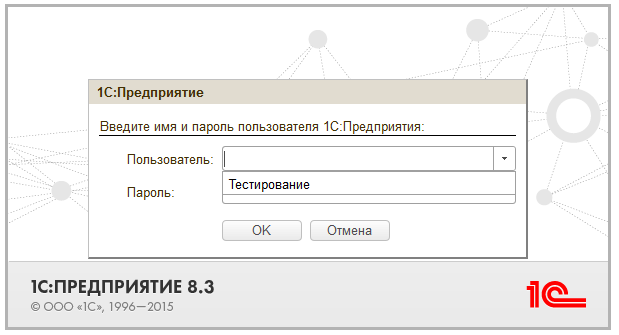 1С:Предприятие
Введите имя и пароль пользователя 1С:Предприятия:
Пользователь:
Тестирование
Пароль:
OK Отмена
1С:ПРЕДПРИЯТИЕ 8.3
© ООО «1С», 1996—2015
1С